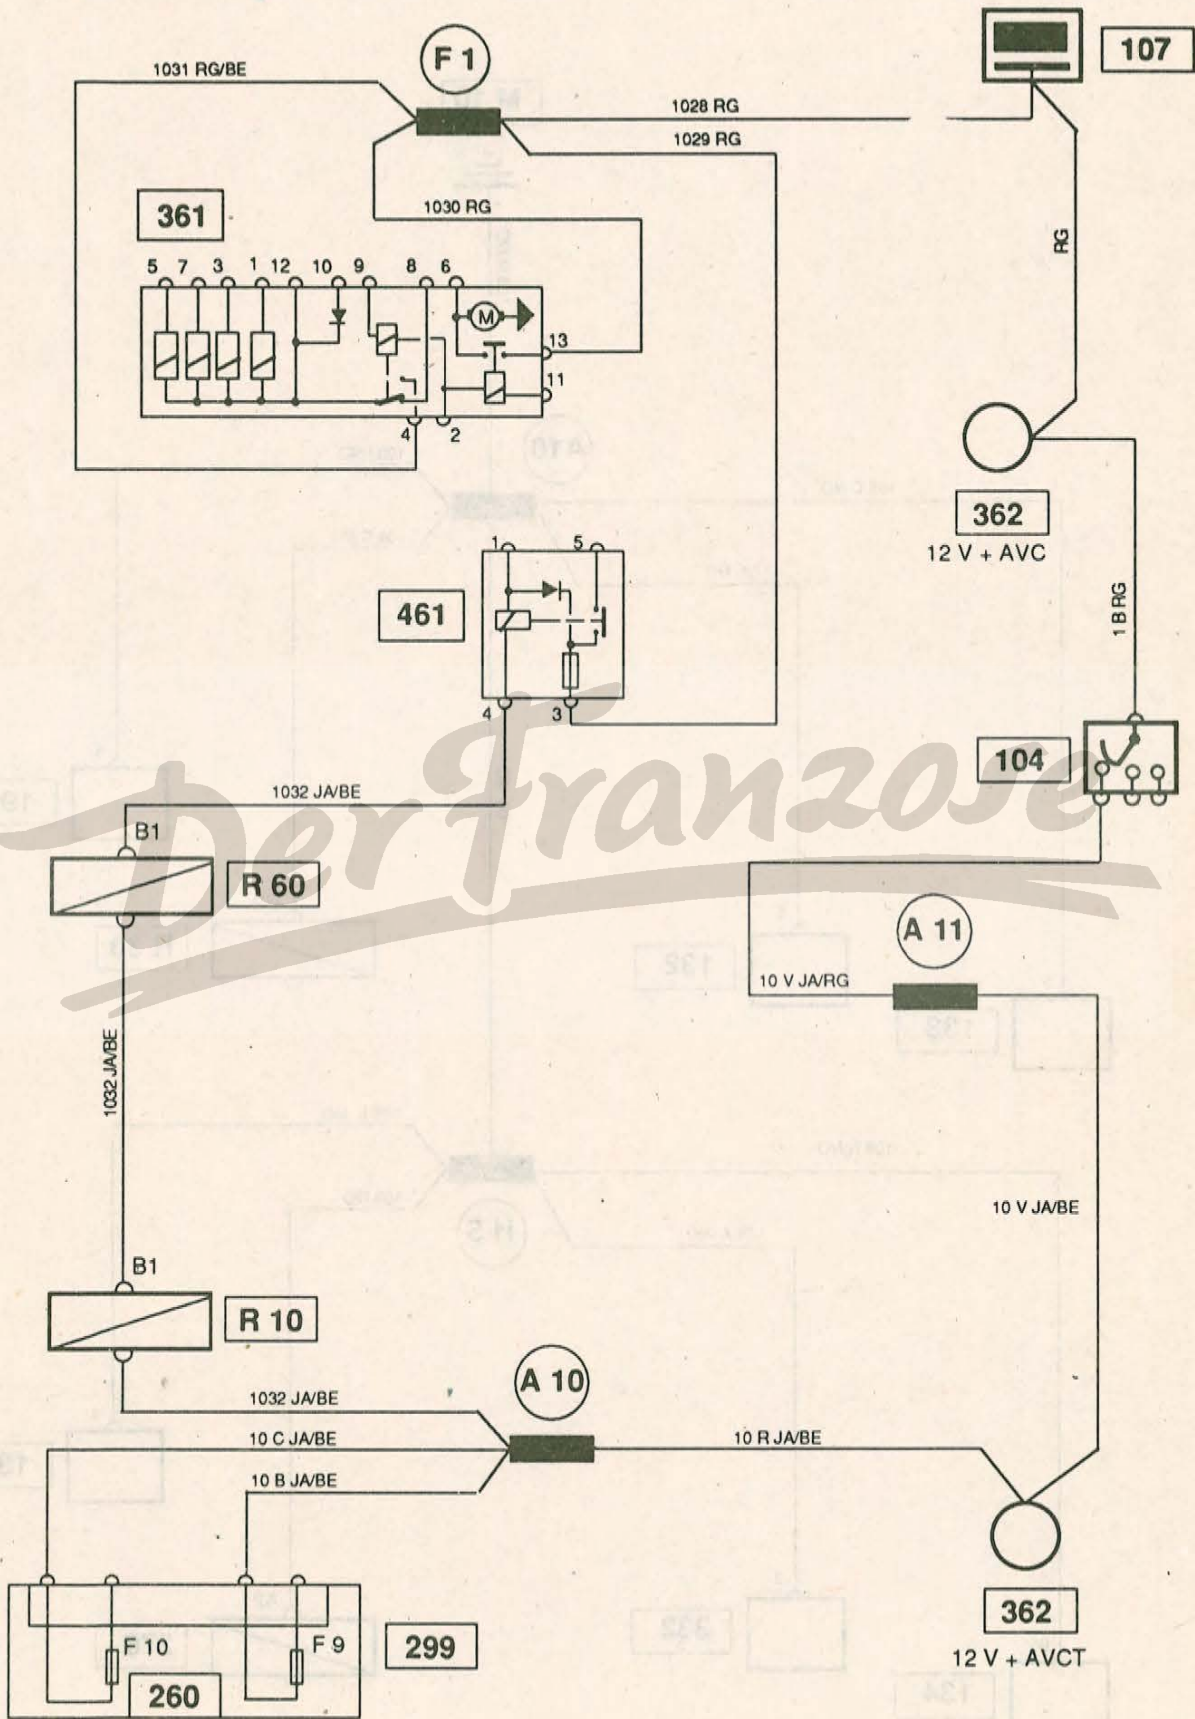 F 1
107
1031 RG/BE
1028 RG
1029 RG
361
1030 RG
RG
5 7 3 1 12 10 9 8 6
M
13
11
4 2
362
12 V + AVC
1 B RG
1 5
461
4 3
104
Der Franzose
1032 JA/BE
B1
R 60
A 11
10 V JA/RG
1032 JA/BE
10 V JA/BE
B1
R 10
A 10
1032 JA/BE
10 C JA/BE
10 R JA/BE
10 B JA/BE
362
12 V + AVCT
F 10
F 9
299
260